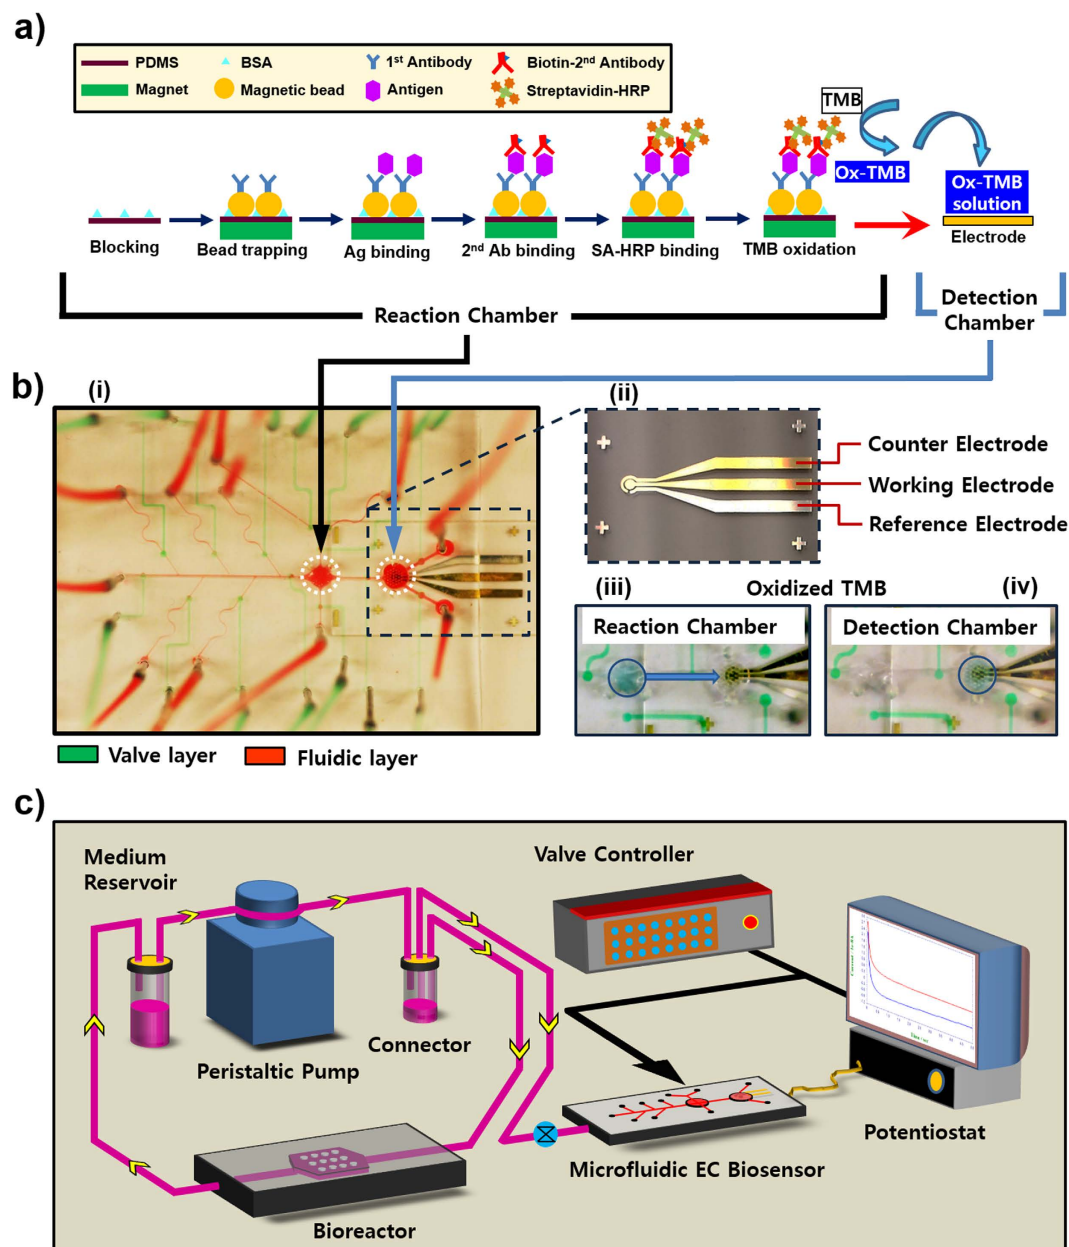 a)
PDMS
BSA
1st Antibody
Biotin-2nd Antibody
Magnet
Magnetic bead
Antigen
Streptavidin-HRP
TMB
Ox-TMB
Ox-TMB
solution
Electrode
Blocking
Bead trapping
Ag binding
2nd Ab binding
SA-HRP binding
TMB oxidation
Reaction Chamber
Detection
Chamber
b)
(i)
(ii)
Counter Electrode
Working Electrode
Reference Electrode
(iii)
Oxidized TMB
(iv)
Reaction Chamber
Detection Chamber
Valve layer
Fluidic layer
c)
Medium
Reservoir
Valve Controller
Peristaltic Pump
Connector
Potentiostat
Microfluidic EC Biosensor
Bioreactor